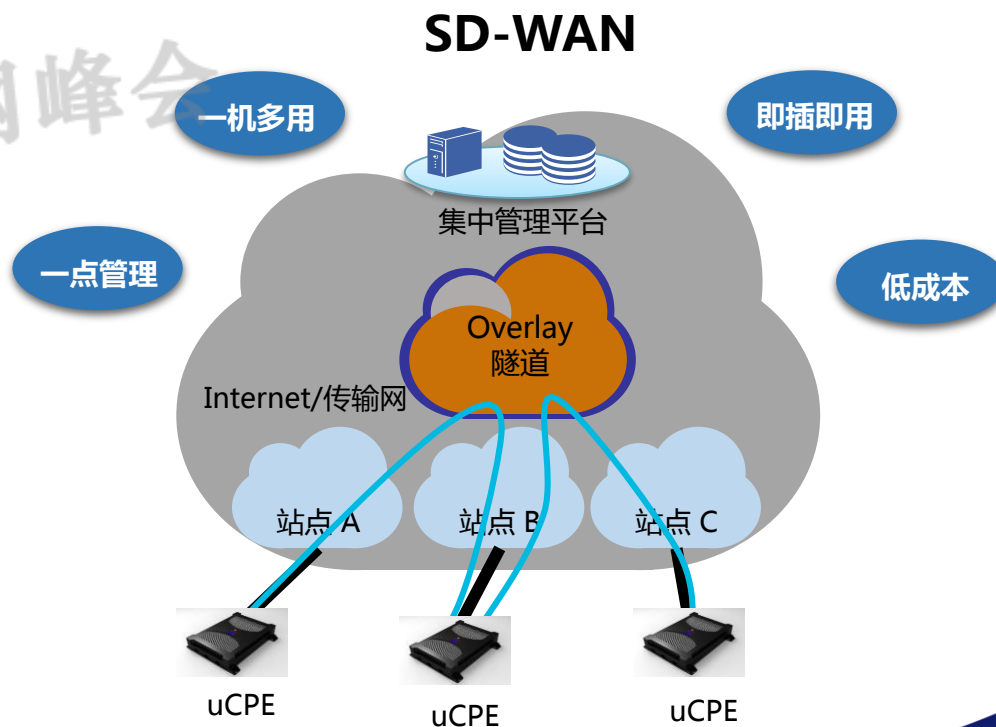 SD-WAN
网峰会
一机多用
即插即用
集中管理平台
一点管理
低成本
Overlay
隧道
Internet/传输网
站点 A
站点 B
站点 C
uCPE
uCPE
uCPE